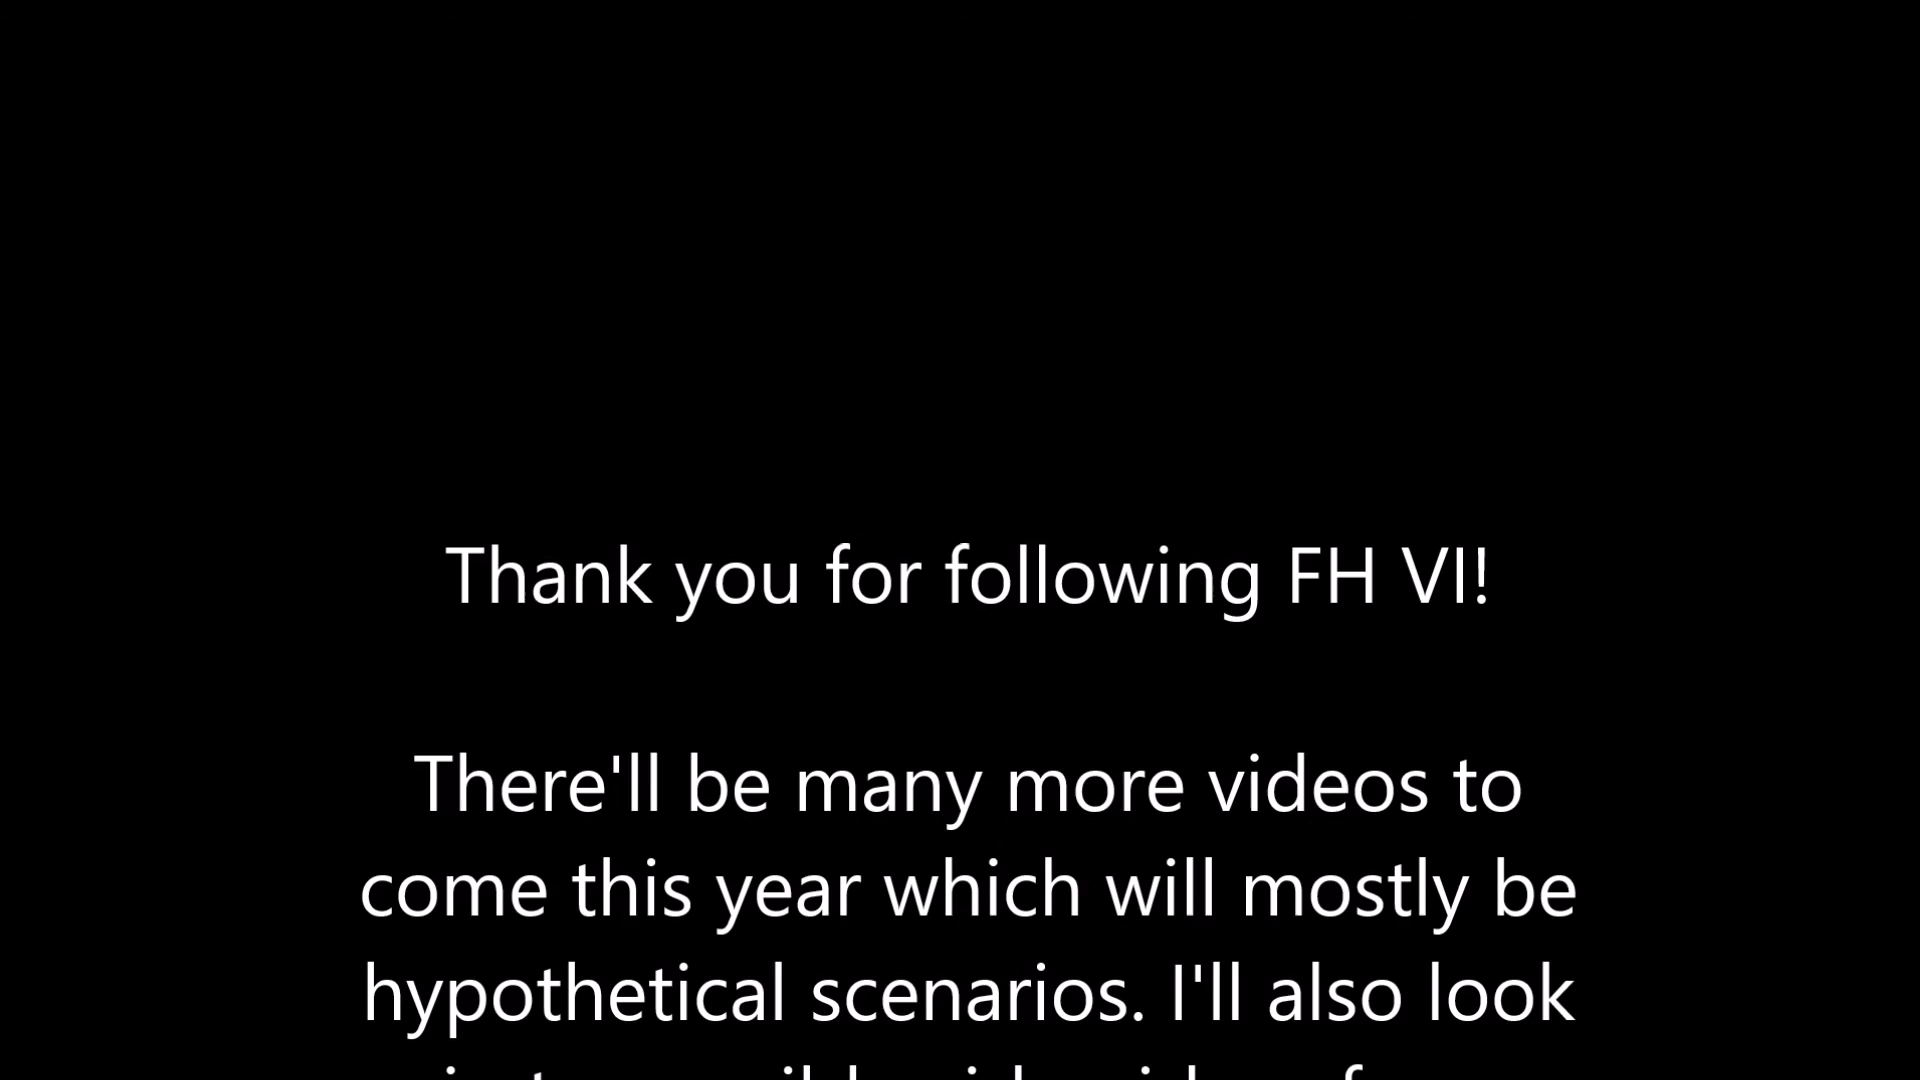 Thank you for following FH VI!
There'll be many more videos to
come this year which will mostly be
hypothetical scenarios. I'll also look